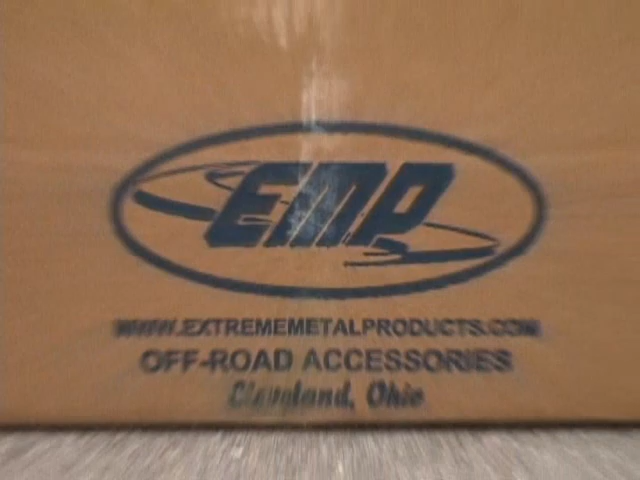 EMP
WWW.EXTREMEMETALPRODUCTS.COM
OFF-ROAD ACCESSORIES
Cleveland, Ohio